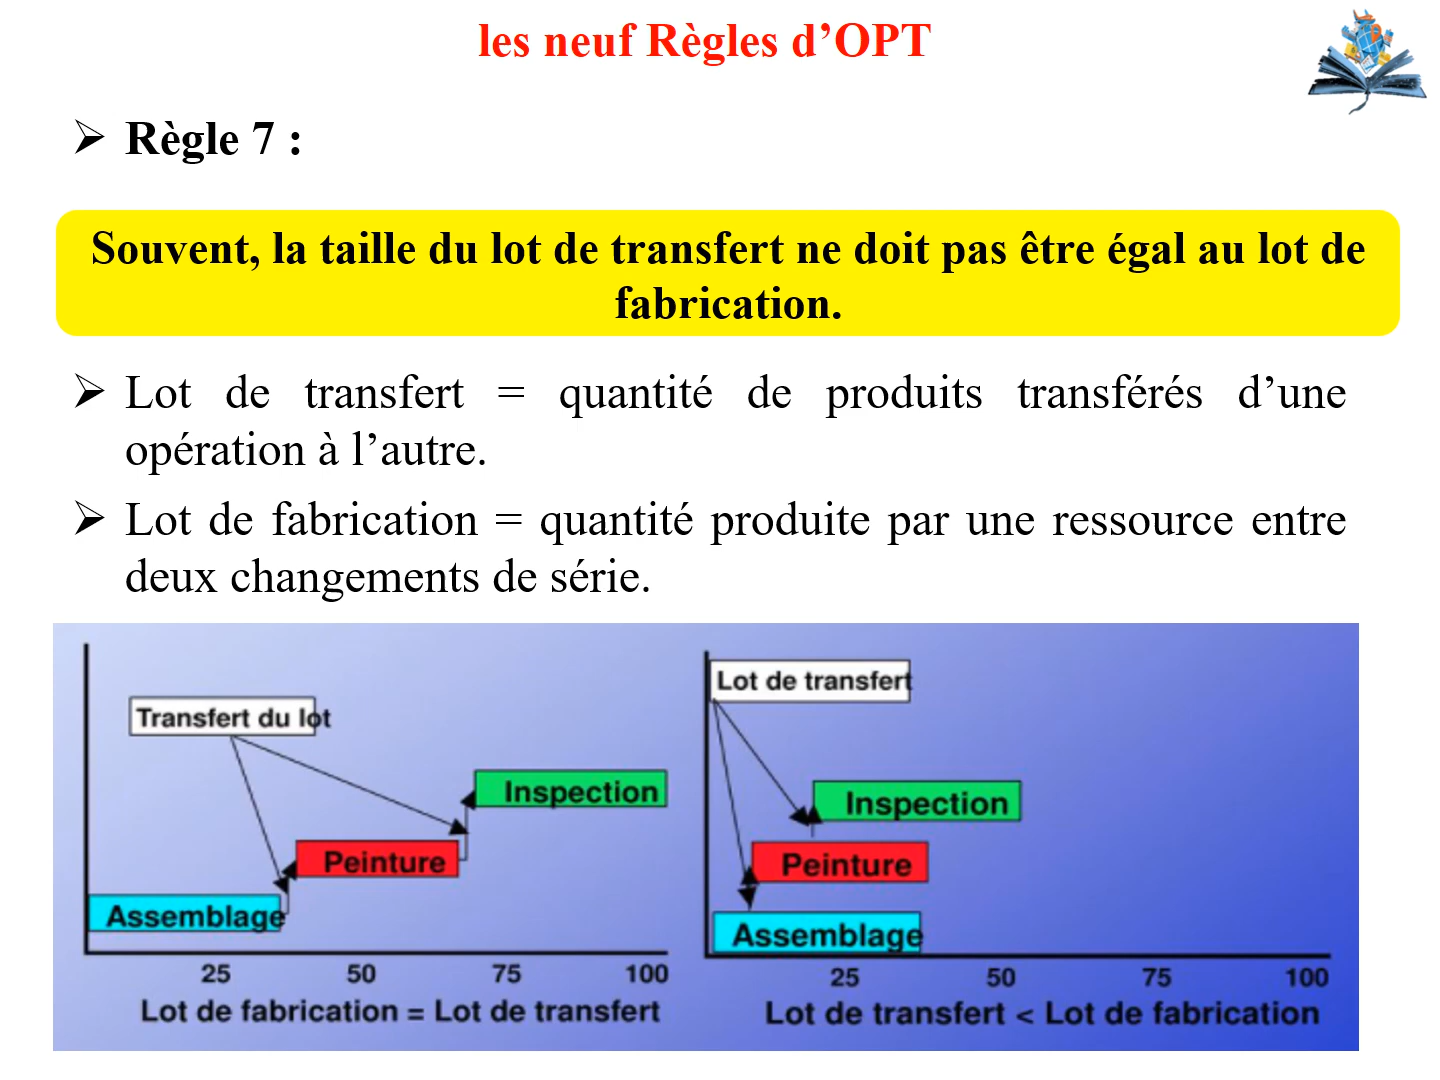 les neuf Règles d’OPT
➢ Règle 7 :
Souvent, la taille du lot de transfert ne doit pas être égal au lot de
fabrication.
➢ Lot de transfert = quantité de produits transférés d’une
opération à l’autre.
➢ Lot de fabrication = quantité produite par une ressource entre
deux changements de série.
Transfert du lot
Inspection
Peinture
Assemblage
25 50 75 100
Lot de fabrication = Lot de transfert
Lot de transfert
Inspection
Peinture
Assemblage
25 50 75 100
Lot de transfert < Lot de fabrication